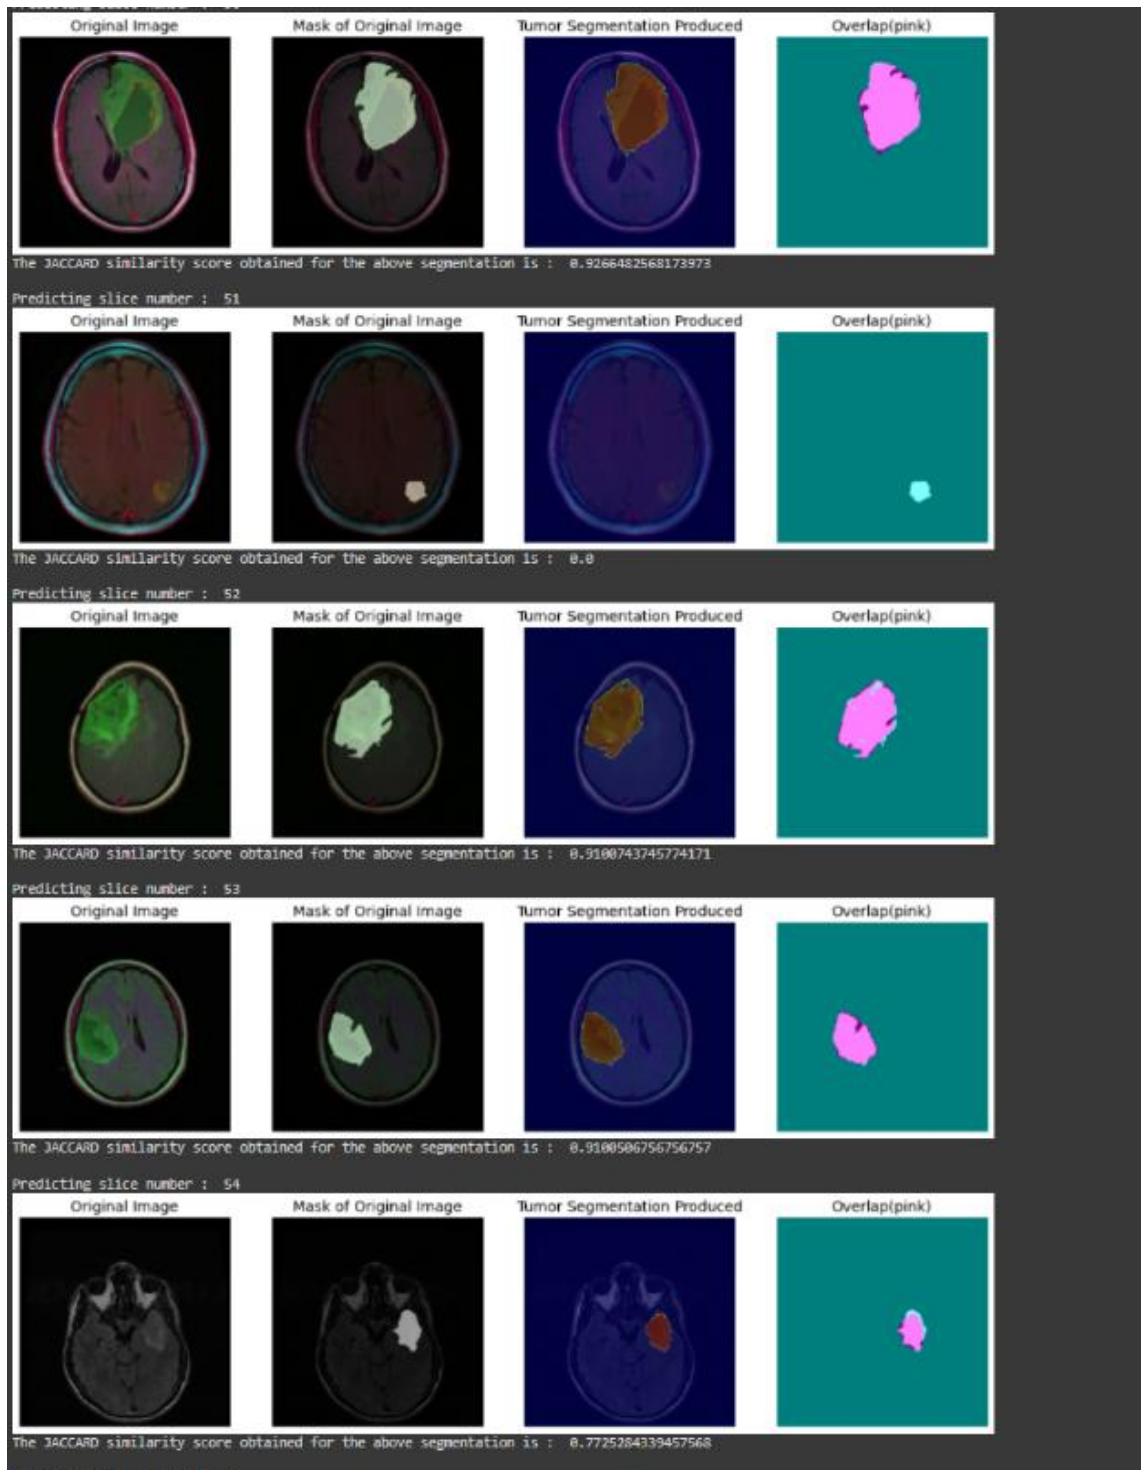 Predicting slice number : 50
Original Image Mask of Original Image Tumor Segmentation Produced Overlap(pink)
The JACCARD similarity score obtained for the above segmentation is : 0.9266482568173973
Predicting slice number : 51
Original Image Mask of Original Image Tumor Segmentation Produced Overlap(pink)
The JACCARD similarity score obtained for the above segmentation is : 0.0
Predicting slice number : 52
Original Image Mask of Original Image Tumor Segmentation Produced Overlap(pink)
The JACCARD similarity score obtained for the above segmentation is : 0.9100743745774171
Predicting slice number : 53
Original Image Mask of Original Image Tumor Segmentation Produced Overlap(pink)
The JACCARD similarity score obtained for the above segmentation is : 0.9100506756756757
Predicting slice number : 54
Original Image Mask of Original Image Tumor Segmentation Produced Overlap(pink)
The JACCARD similarity score obtained for the above segmentation is : 0.7725284339457568